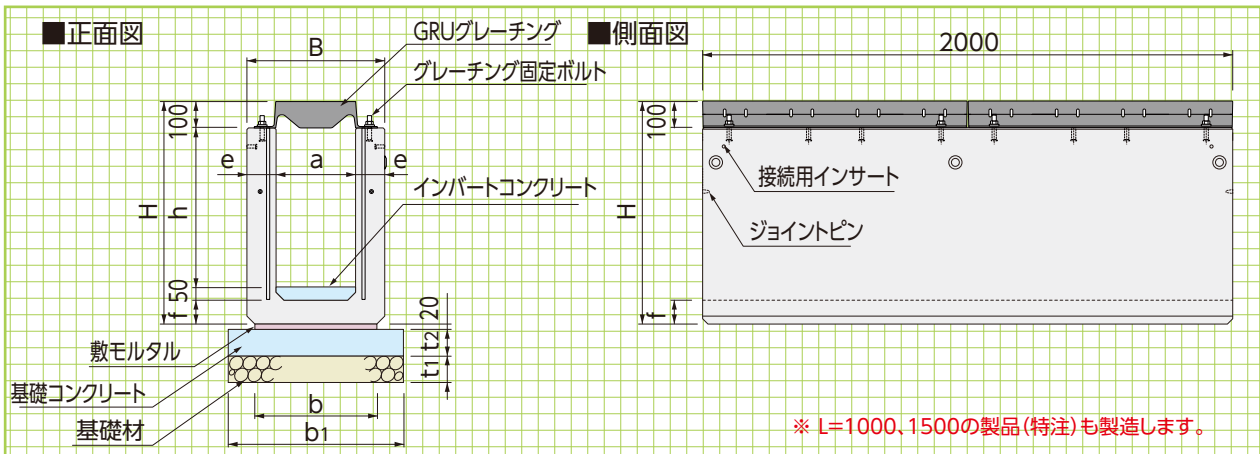 ■正面図
GRUグレーチング
グレーチング固定ボルト
B
100
e
a
e
H
h
インバートコンクリート
50
f
20
t2
t1
敷モルタル
基礎コンクリート
基礎材
b
b1
■側面図
2000
100
H
接続用インサート
ジョイントピン
f
※ L=1000、1500の製品(特注)も製造します。